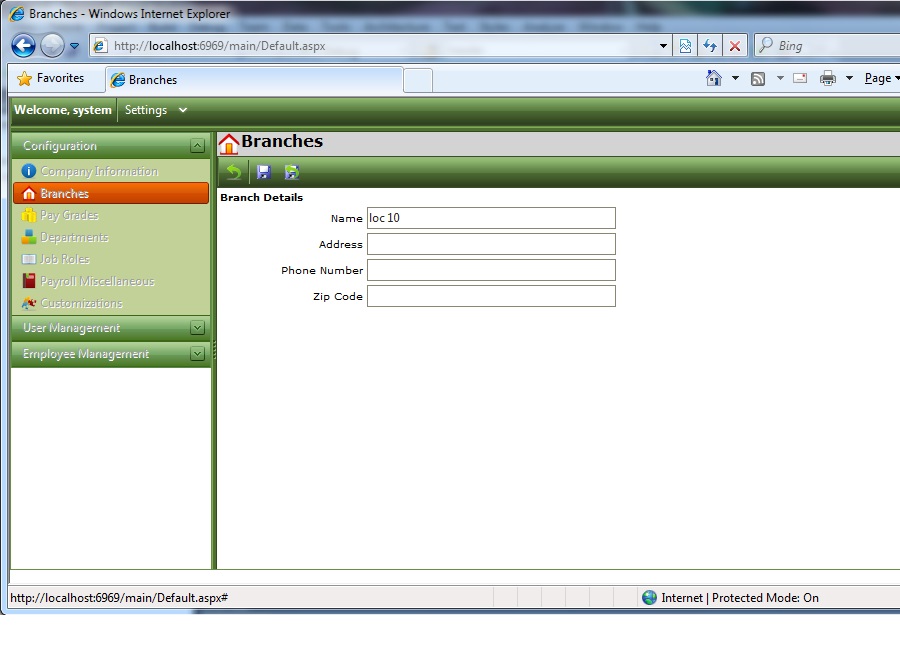 Branches - Windows Internet Explorer
http://localhost:6969/main/Default.aspx
Bing
Favorites
Branches
Page
Welcome, system
Settings
Configuration
Company Information
Branches
Pay Grades
Departments
Job Roles
Payroll Miscellaneous
Customizations
User Management
Employee Management
Branches
Branch Details
Name loc 10
Address
Phone Number
Zip Code
http://localhost:6969/main/Default.aspx#
Internet | Protected Mode: On